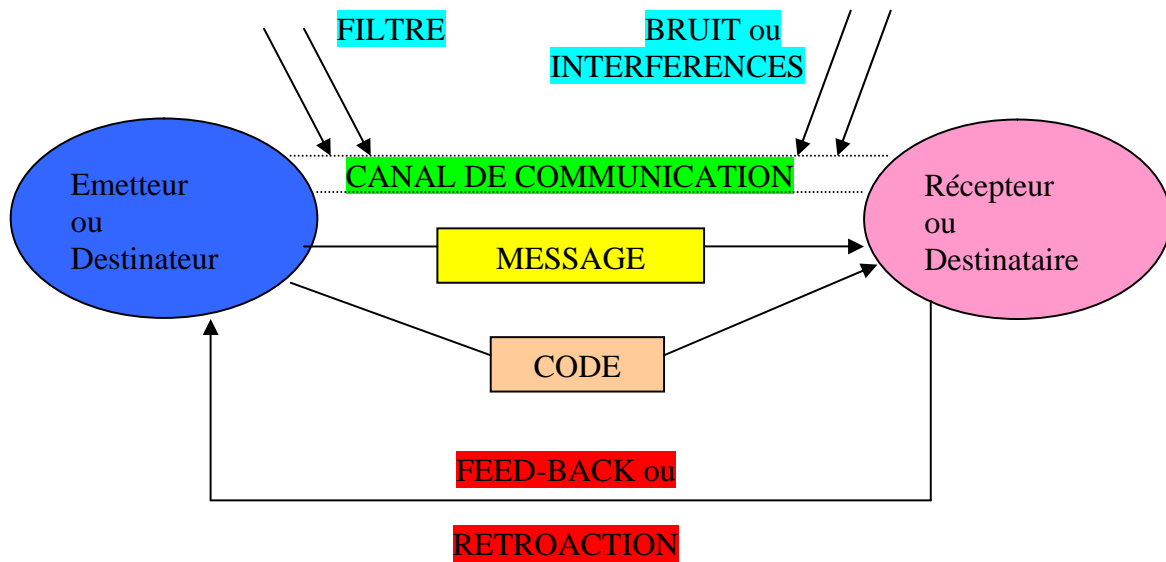 FILTRE
BRUIT ou
INTERFERENCES
CANAL DE COMMUNICATION
Emetteur
ou
Destinateur
Récepteur
ou
Destinataire
MESSAGE
CODE
FEED-BACK ou
RETROACTION